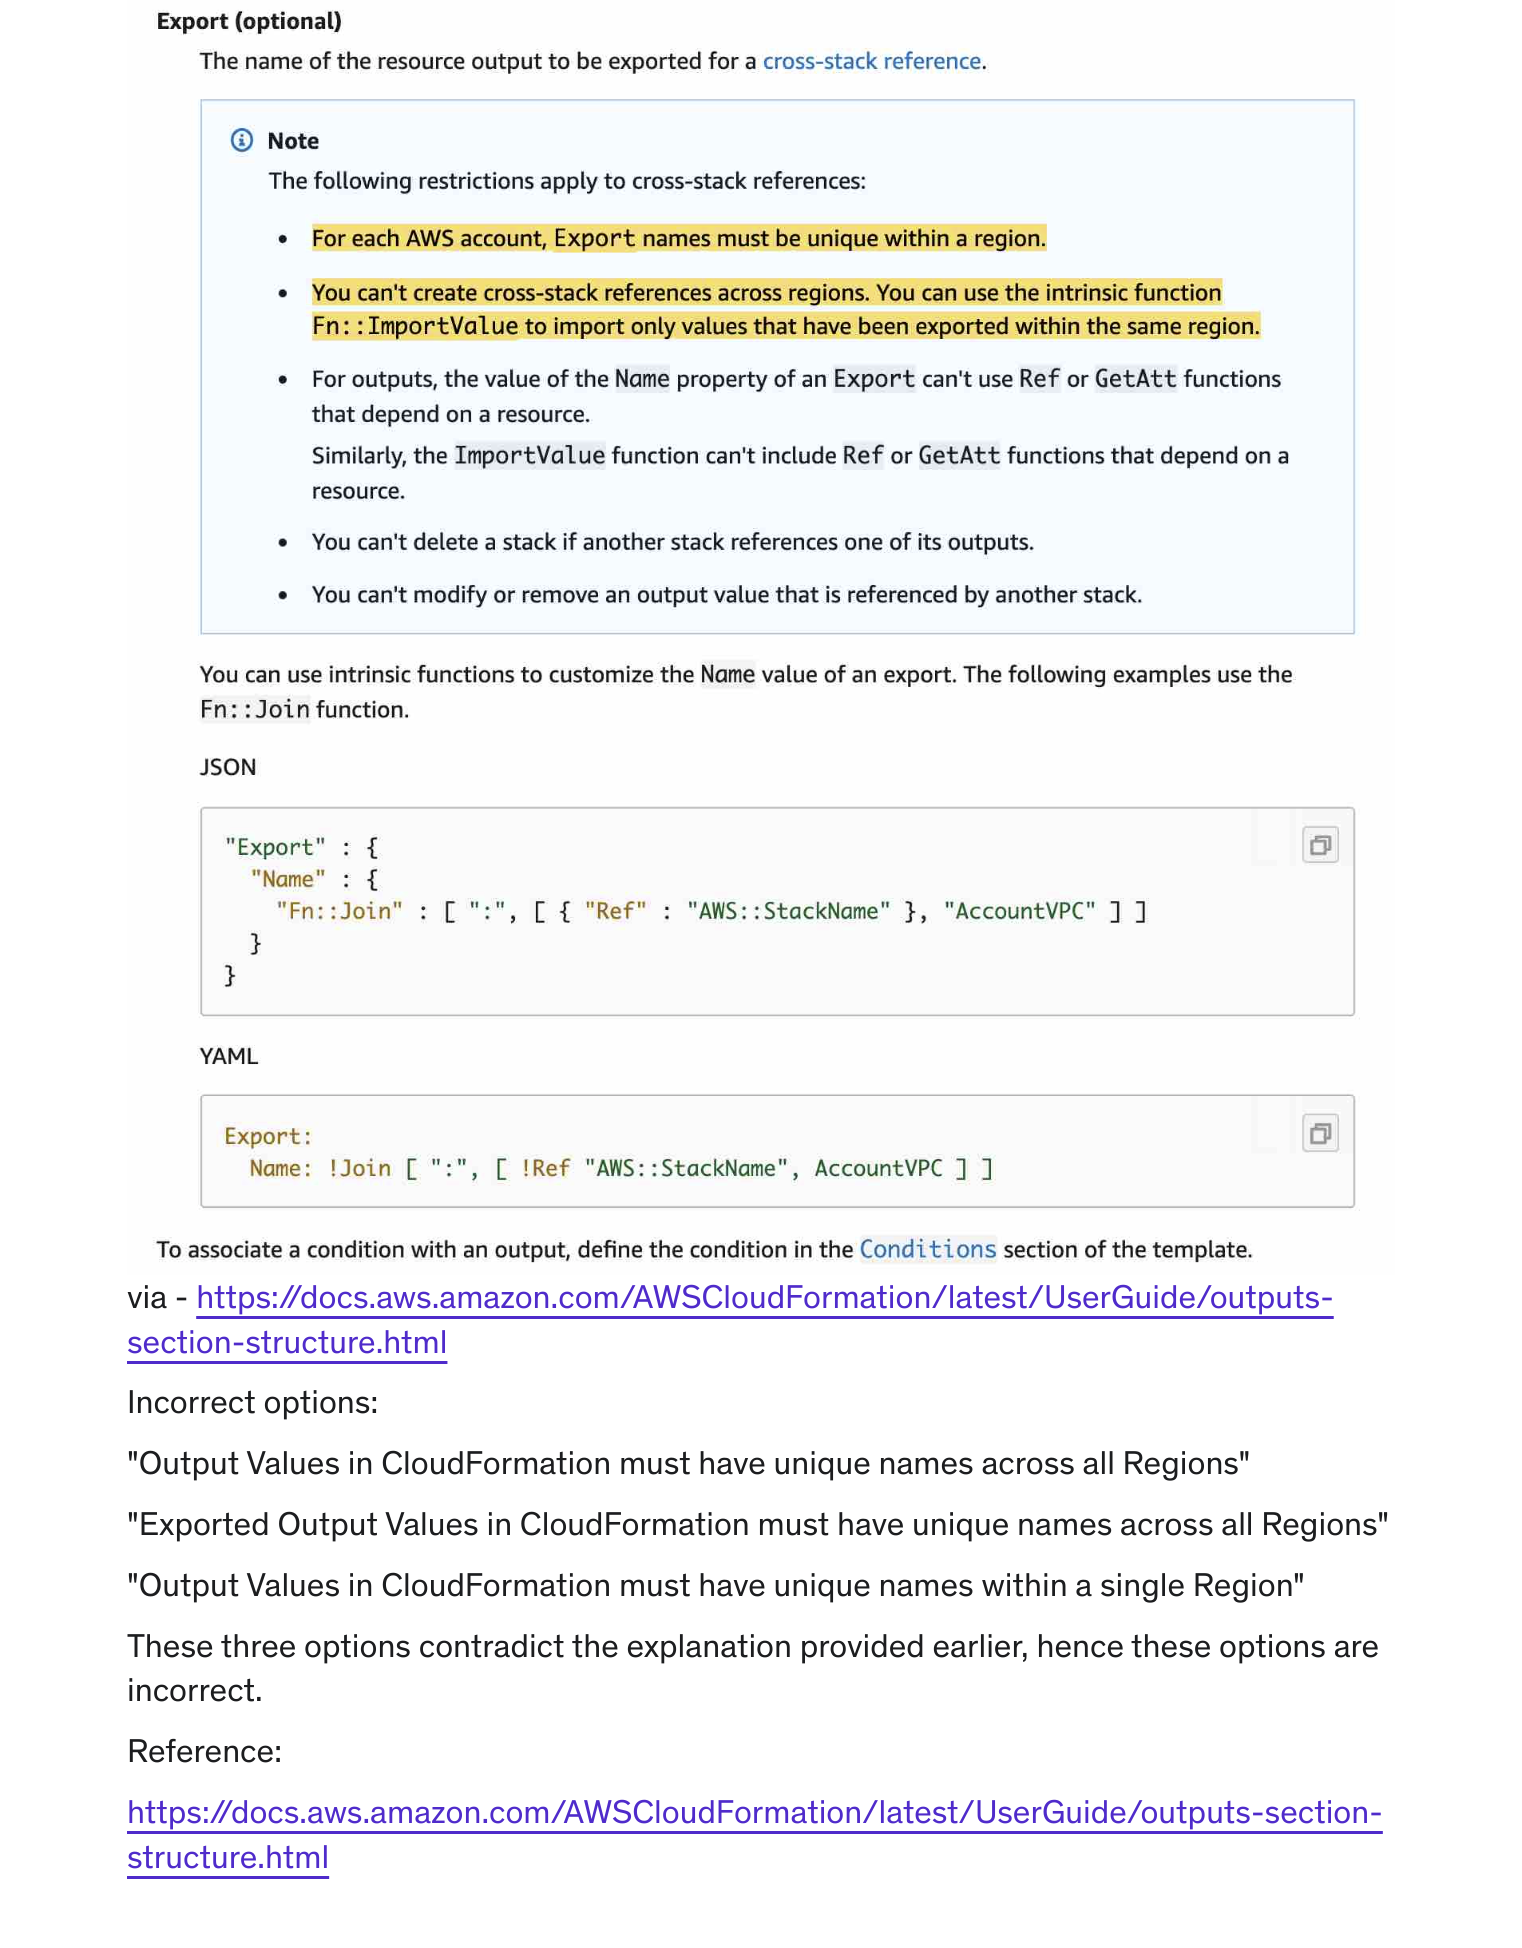 Export (optional)
The name of the resource output to be exported for a cross-stack reference.
Note
The following restrictions apply to cross-stack references:
• For each AWS account, Export names must be unique within a region.
• You can't create cross-stack references across regions. You can use the intrinsic function
Fn::ImportValue to import only values that have been exported within the same region.
• For outputs, the value of the Name property of an Export can't use Ref or GetAtt functions
that depend on a resource.
Similarly, the ImportValue function can't include Ref or GetAtt functions that depend on a
resource.
• You can't delete a stack if another stack references one of its outputs.
• You can't modify or remove an output value that is referenced by another stack.
You can use intrinsic functions to customize the Name value of an export. The following examples use the
Fn::Join function.
JSON
"Export" : {
  "Name" : {
    "Fn::Join" : [ ":", [ { "Ref" : "AWS::StackName" }, "AccountVPC" ] ]
  }
}
YAML
Export:
  Name: !Join [ ":", [ !Ref "AWS::StackName", AccountVPC ] ]
To associate a condition with an output, define the condition in the Conditions section of the template.
via - https://docs.aws.amazon.com/AWSCloudFormation/latest/UserGuide/outputs-
section-structure.html
Incorrect options:
"Output Values in CloudFormation must have unique names across all Regions"
"Exported Output Values in CloudFormation must have unique names across all Regions"
"Output Values in CloudFormation must have unique names within a single Region"
These three options contradict the explanation provided earlier, hence these options are
incorrect.
Reference:
https://docs.aws.amazon.com/AWSCloudFormation/latest/UserGuide/outputs-section-
structure.html